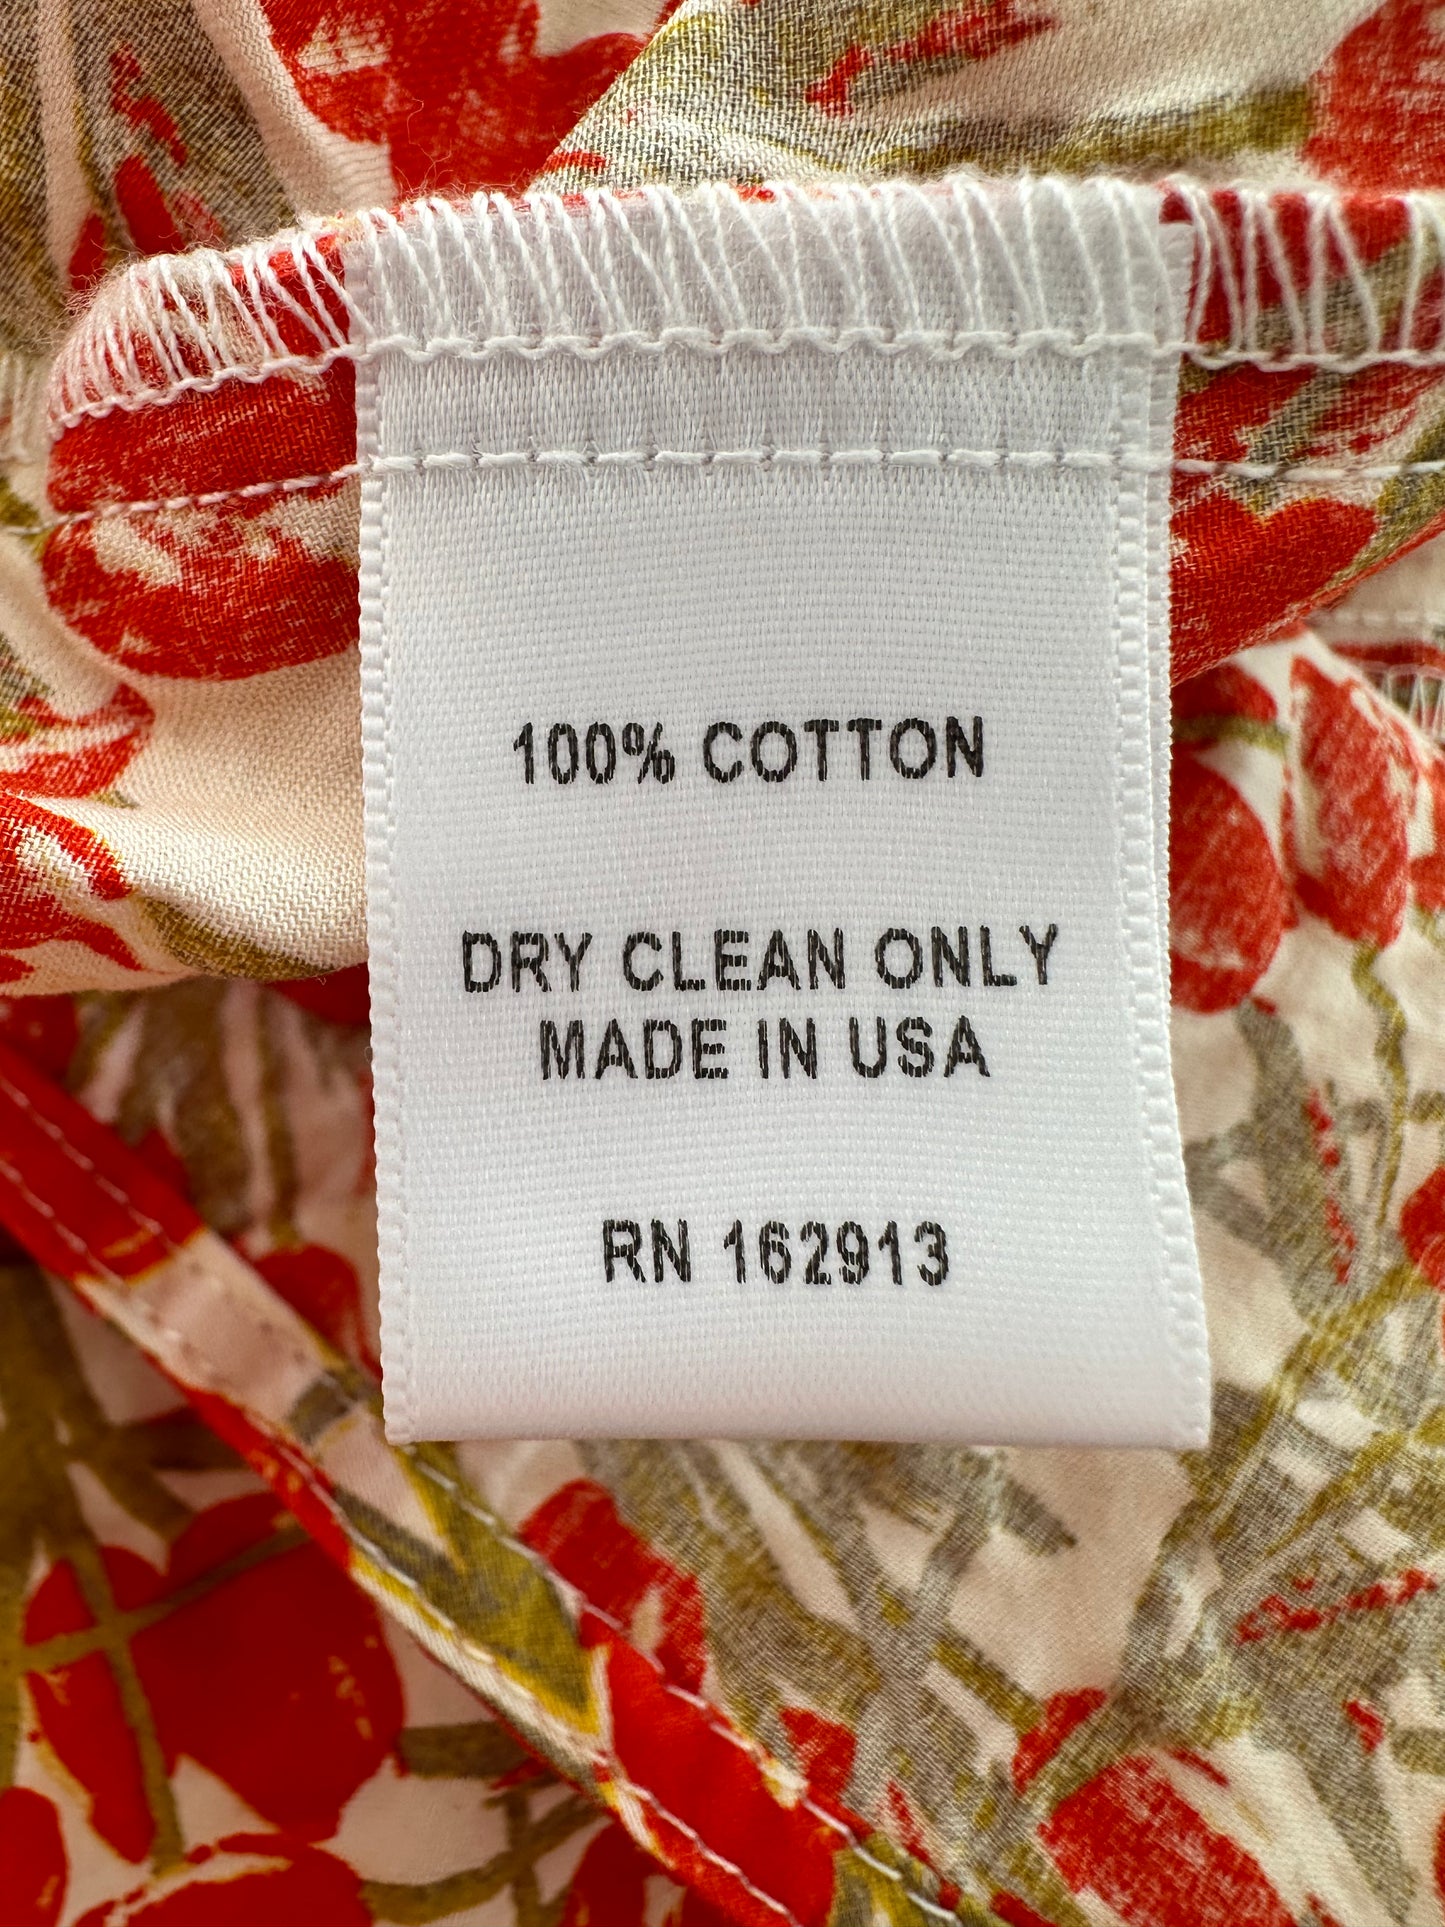 100% COTTON
DRY CLEAN ONLY
MADE IN USA
RN 162913